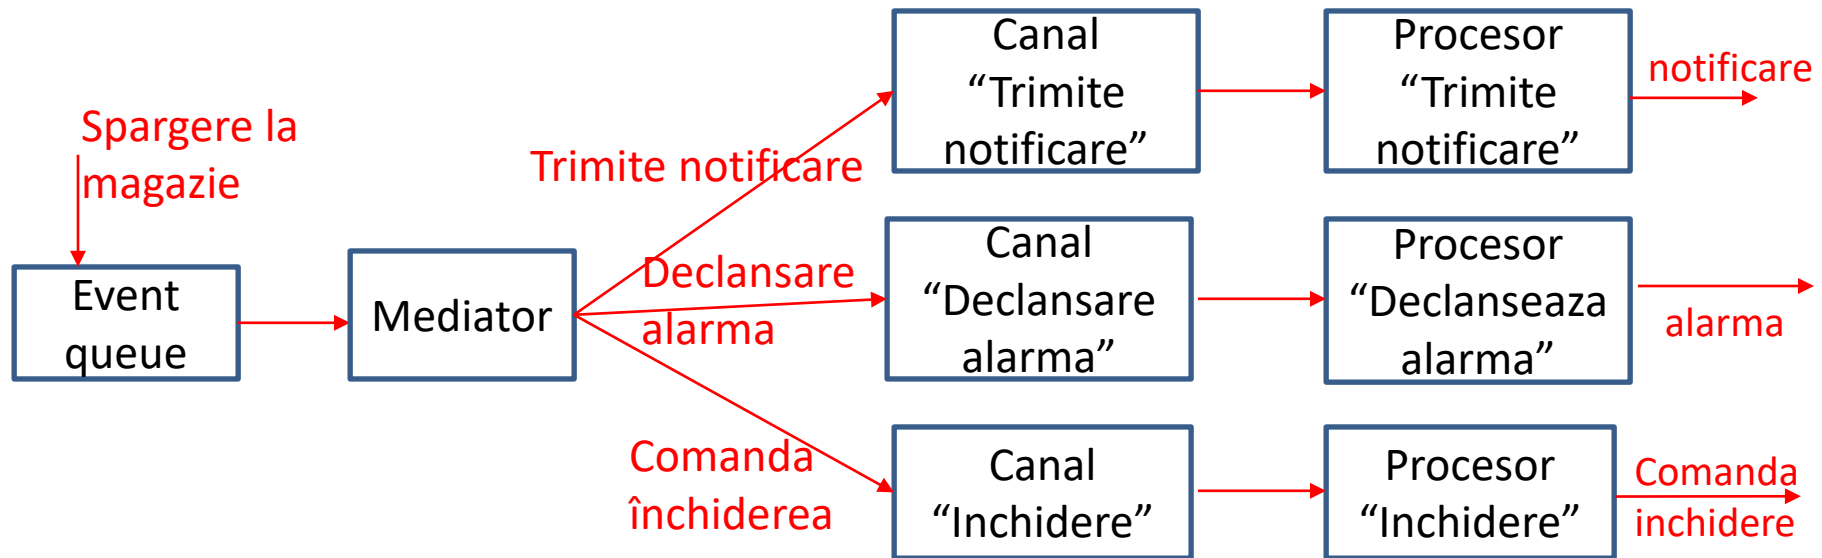 Spargere la
magazie
Event
queue
Mediator
Trimite notificare
Declansare
alarma
Comanda
închiderea
Canal
“Trimite
notificare”
Procesor
“Trimite
notificare”
notificare
Canal
“Declansare
alarma”
Procesor
“Declanseaza
alarma”
alarma
Canal
“Inchidere”
Procesor
“Inchidere”
Comanda
inchidere